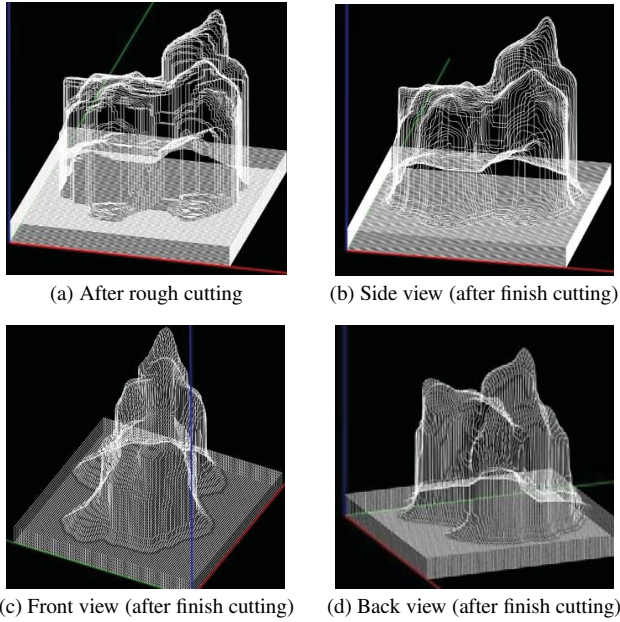 (a) After rough cutting
(b) Side view (after finish cutting)
(c) Front view (after finish cutting)
(d) Back view (after finish cutting)